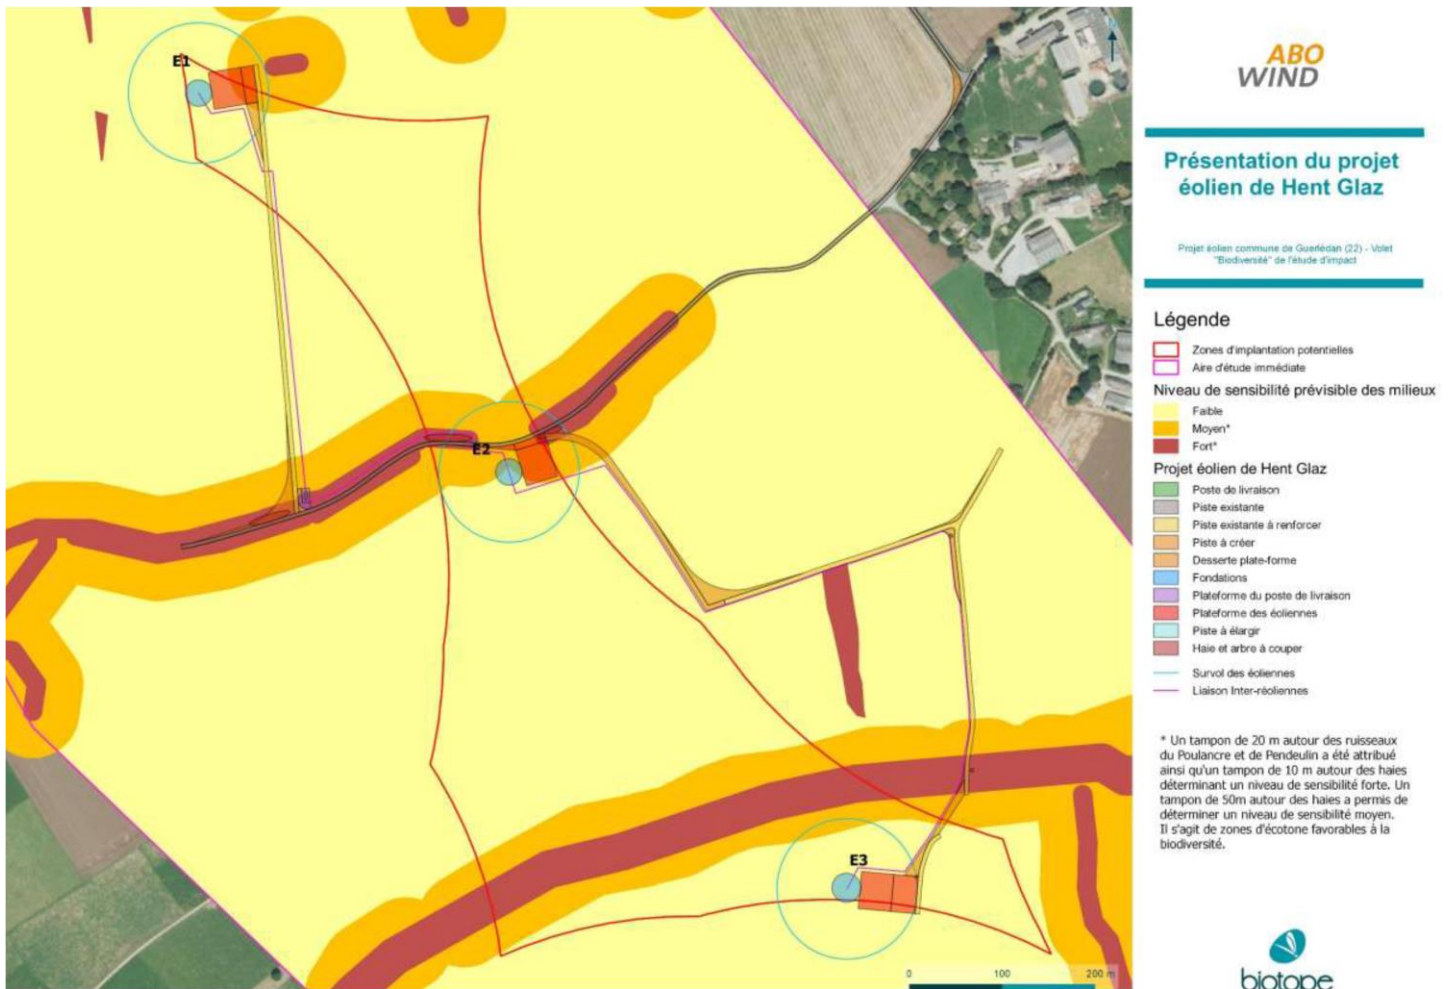 E1
E2
E3
0 100 200 m
ABO
WIND
Présentation du projet
éolien de Hent Glaz
Projet éolien commune de Guerlédan (22) - Volet
"Biodiversité" de l'étude d'impact
Légende
Zones d'implantation potentielles
Aire d'étude immédiate
Niveau de sensibilité prévisible des milieux
Faible
Moyen*
Fort*
Projet éolien de Hent Glaz
Poste de livraison
Piste existante
Piste existante à renforcer
Piste à créer
Desserte plate-forme
Fondations
Plateforme du poste de livraison
Plateforme des éoliennes
Piste à élargir
Haie et arbre à couper
Survol des éoliennes
Liaison Inter-réoliennes
* Un tampon de 20 m autour des ruisseaux
du Poulancre et de Pendeulin a été attribué
ainsi qu'un tampon de 10 m autour des haies
déterminant un niveau de sensibilité forte. Un
tampon de 50m autour des haies a permis de
déterminer un niveau de sensibilité moyen.
Il s'agit de zones d'écotone favorables à la
biodiversité.
biotope